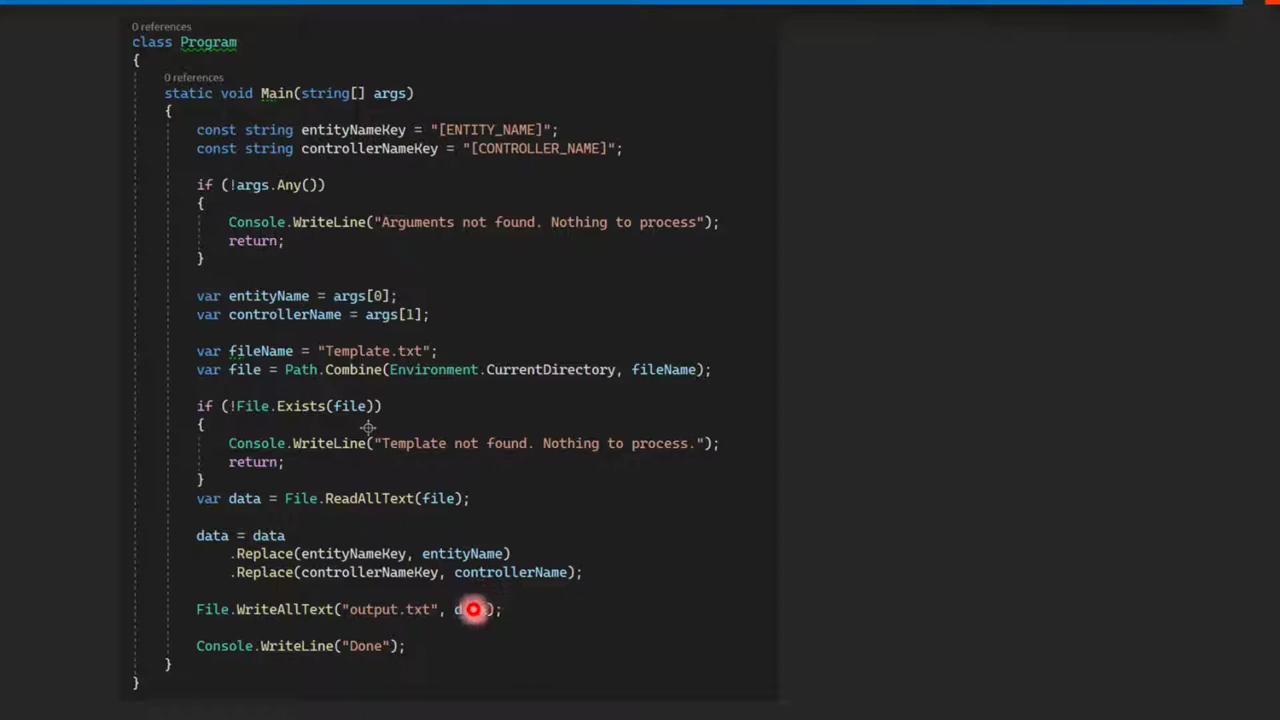 0 references
class Program
{
0 references
static void Main(string[] args)
{
const string entityNameKey = "[ENTITY_NAME]";
const string controllerNameKey = "[CONTROLLER_NAME]";
if (!args.Any())
{
Console.WriteLine("Arguments not found. Nothing to process");
return;
}
var entityName = args[0];
var controllerName = args[1];
var fileName = "Template.txt";
var file = Path.Combine(Environment.CurrentDirectory, fileName);
if (!File.Exists(file))
{
Console.WriteLine("Template not found. Nothing to process.");
return;
}
var data = File.ReadAllText(file);
data = data
.Replace(entityNameKey, entityName)
.Replace(controllerNameKey, controllerName);
File.WriteAllText("output.txt", );
Console.WriteLine("Done");
}
}